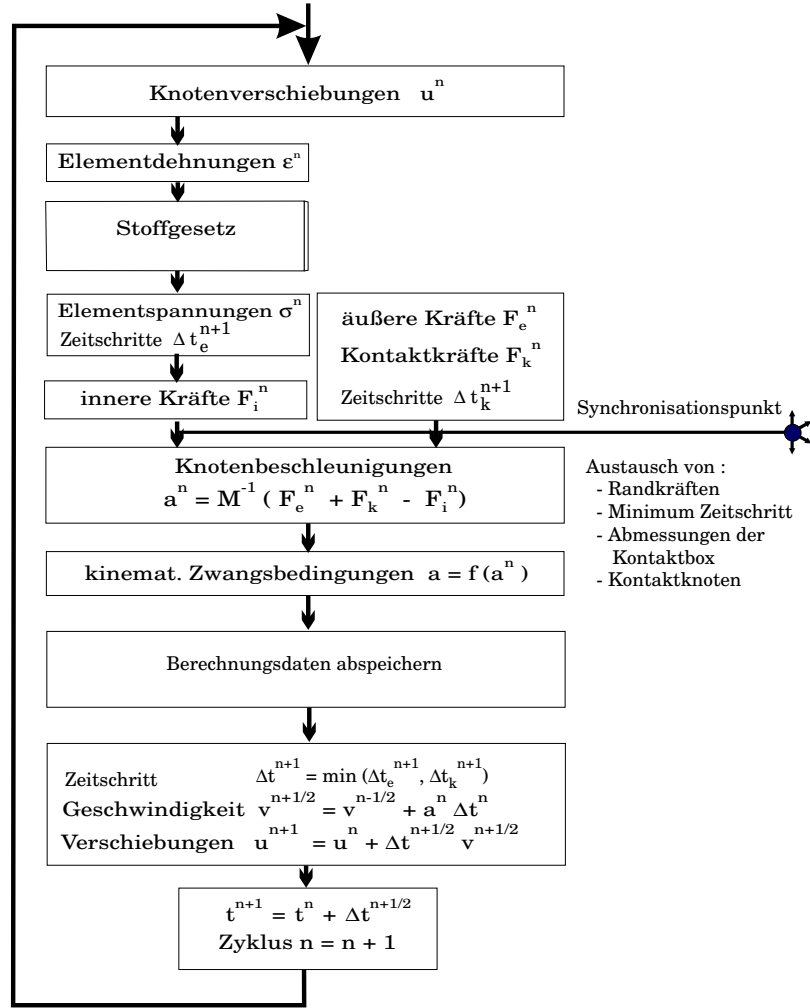 Knotenverschiebungen uⁿ
Elementdehnungen εⁿ
Stoffgesetz
Elementspannungen σⁿ
Zeitschritte Δ t_e^{n+1}
innere Kräfte F_i^n
äußere Kräfte F_e^n
Kontaktkräfte F_k^n
Zeitschritte Δ t_k^{n+1}
Synchronisationspunkt
Knotenbeschleunigungen
a^n = M^{-1} ( F_e^n + F_k^n - F_i^n)
Austausch von :
- Randkräften
- Minimum Zeitschritt
- Abmessungen der
Kontaktbox
- Kontaktknoten
kinemat. Zwangsbedingungen a = f (a^n )
Berechnungsdaten abspeichern
Zeitschritt Δt^{n+1} = min (Δt_e^{n+1}, Δt_k^{n+1})
Geschwindigkeit v^{n+1/2} = v^{n-1/2} + a^n Δt^n
Verschiebungen u^{n+1} = u^n + Δt^{n+1/2} v^{n+1/2}
t^{n+1} = t^n + Δt^{n+1/2}
Zyklus n = n + 1